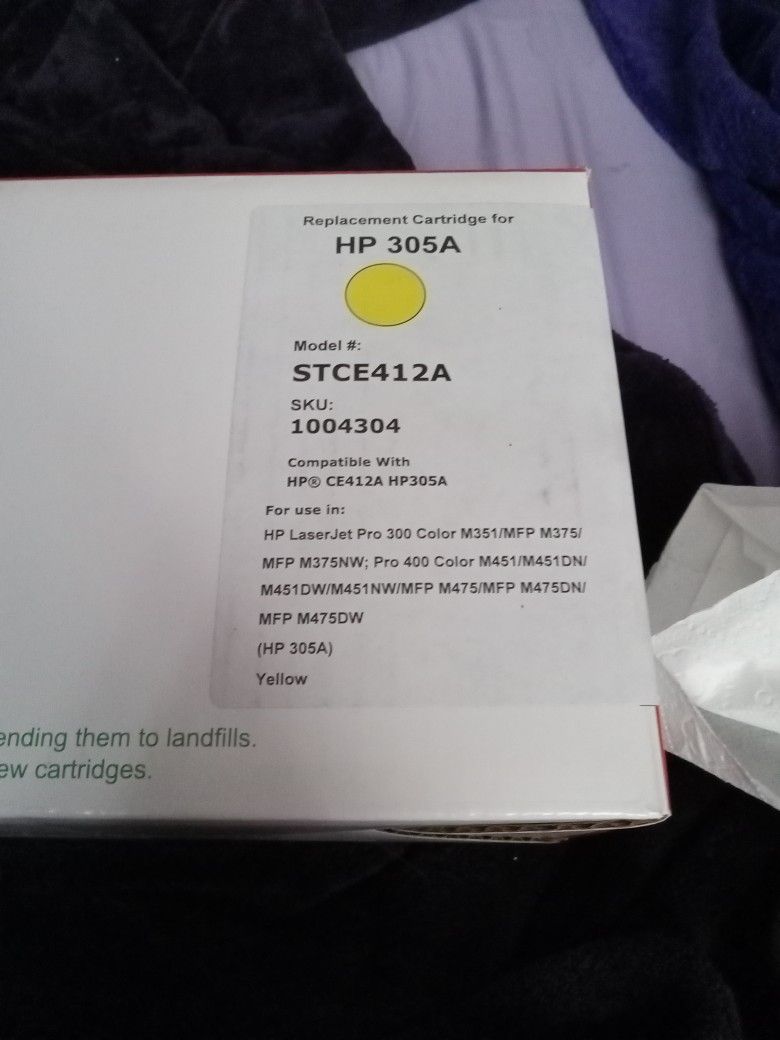 Replacement Cartridge for
HP 305A
Model #:
STCE412A
SKU:
1004304
Compatible With
HP® CE412A HP305A
For use in:
HP LaserJet Pro 300 Color M351/MFP M375/
MFP M375NW; Pro 400 Color M451/M451DN/
M451DW/M451NW/MFP M475/MFP M475DN/
MFP M475DW
(HP 305A)
Yellow
them to landfills.
cartridges.